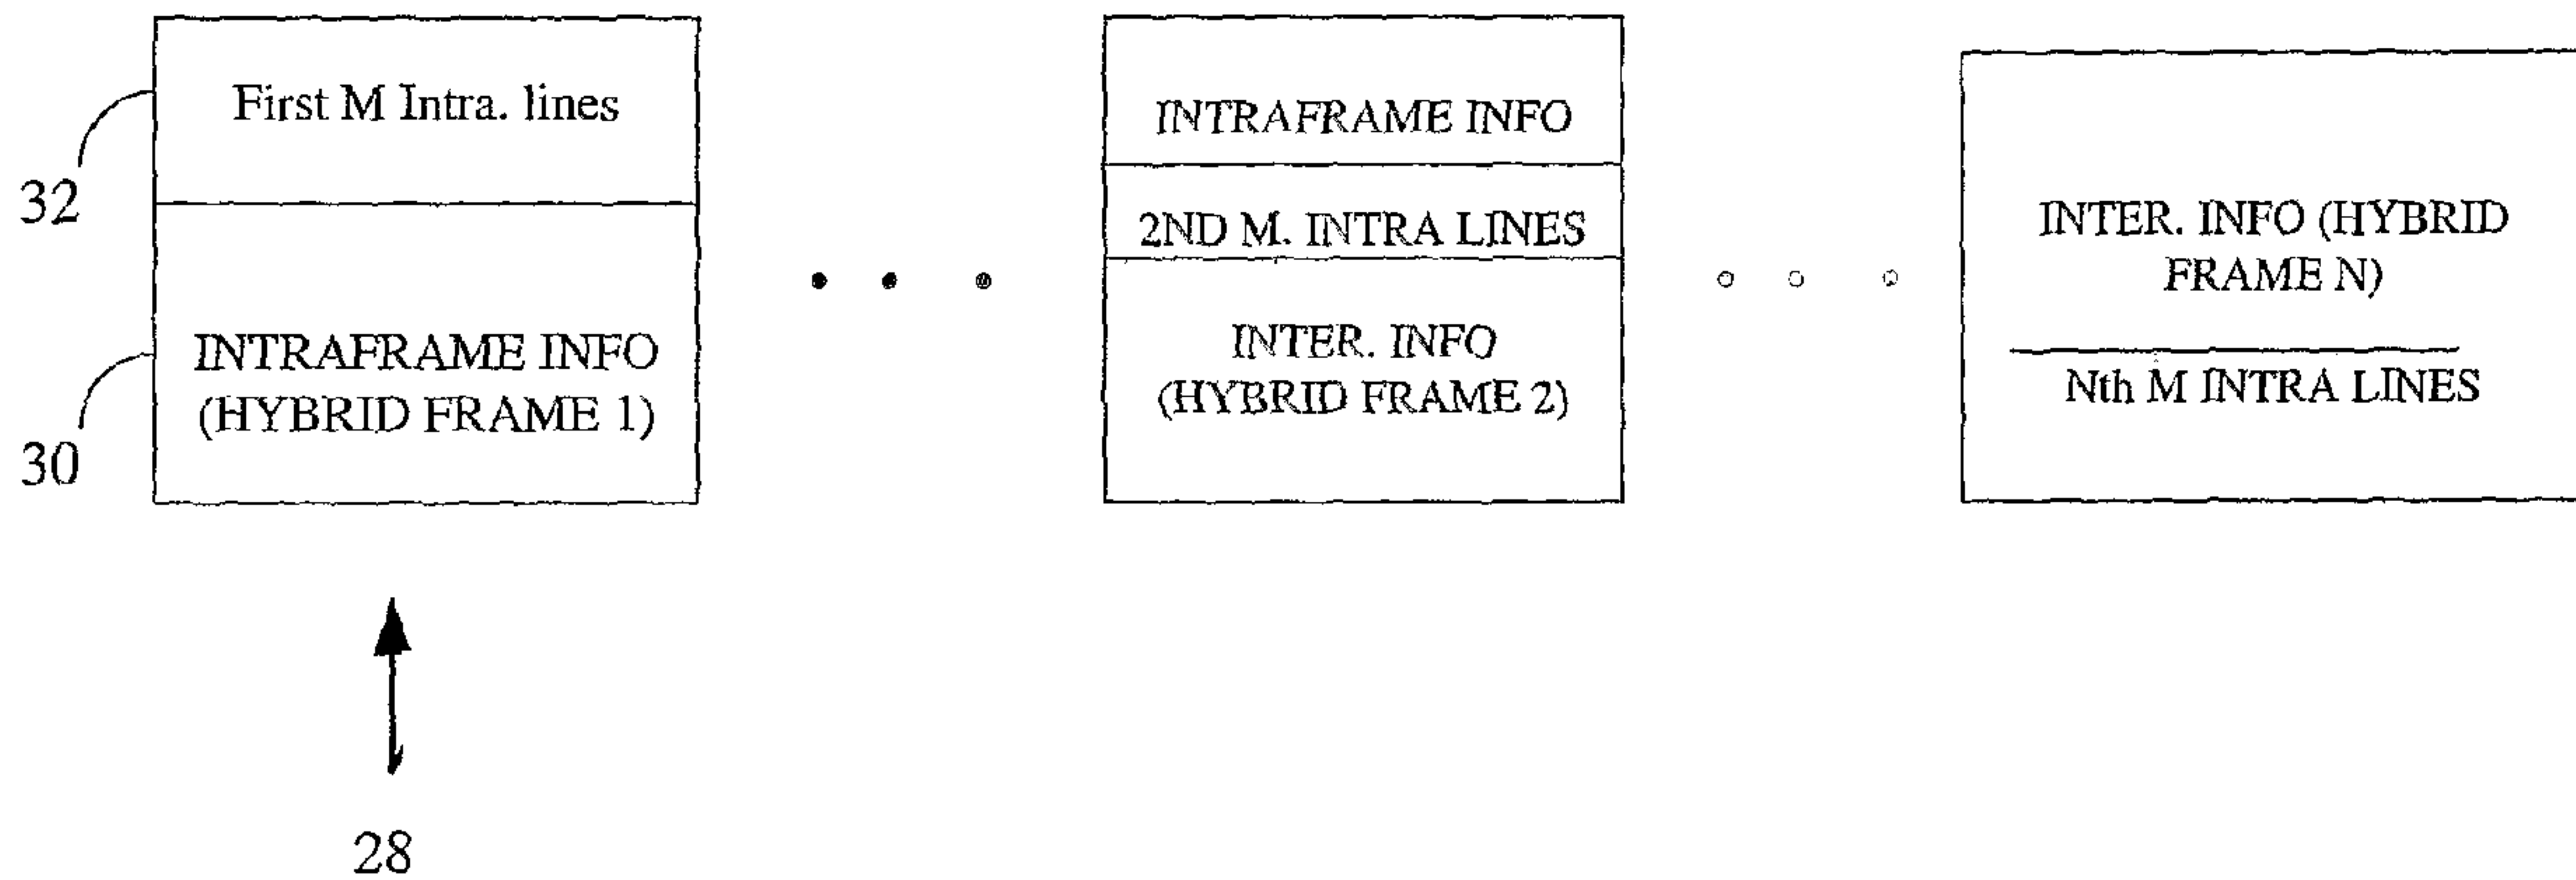 First M Intra. lines
32
INTRAFRAME INFO
(HYBRID FRAME 1)
30
28
INTRAFRAME INFO
2ND M. INTRA LINES
INTER. INFO
(HYBRID FRAME 2)
INTER. INFO (HYBRID
FRAME N)
Nth M INTRA LINES